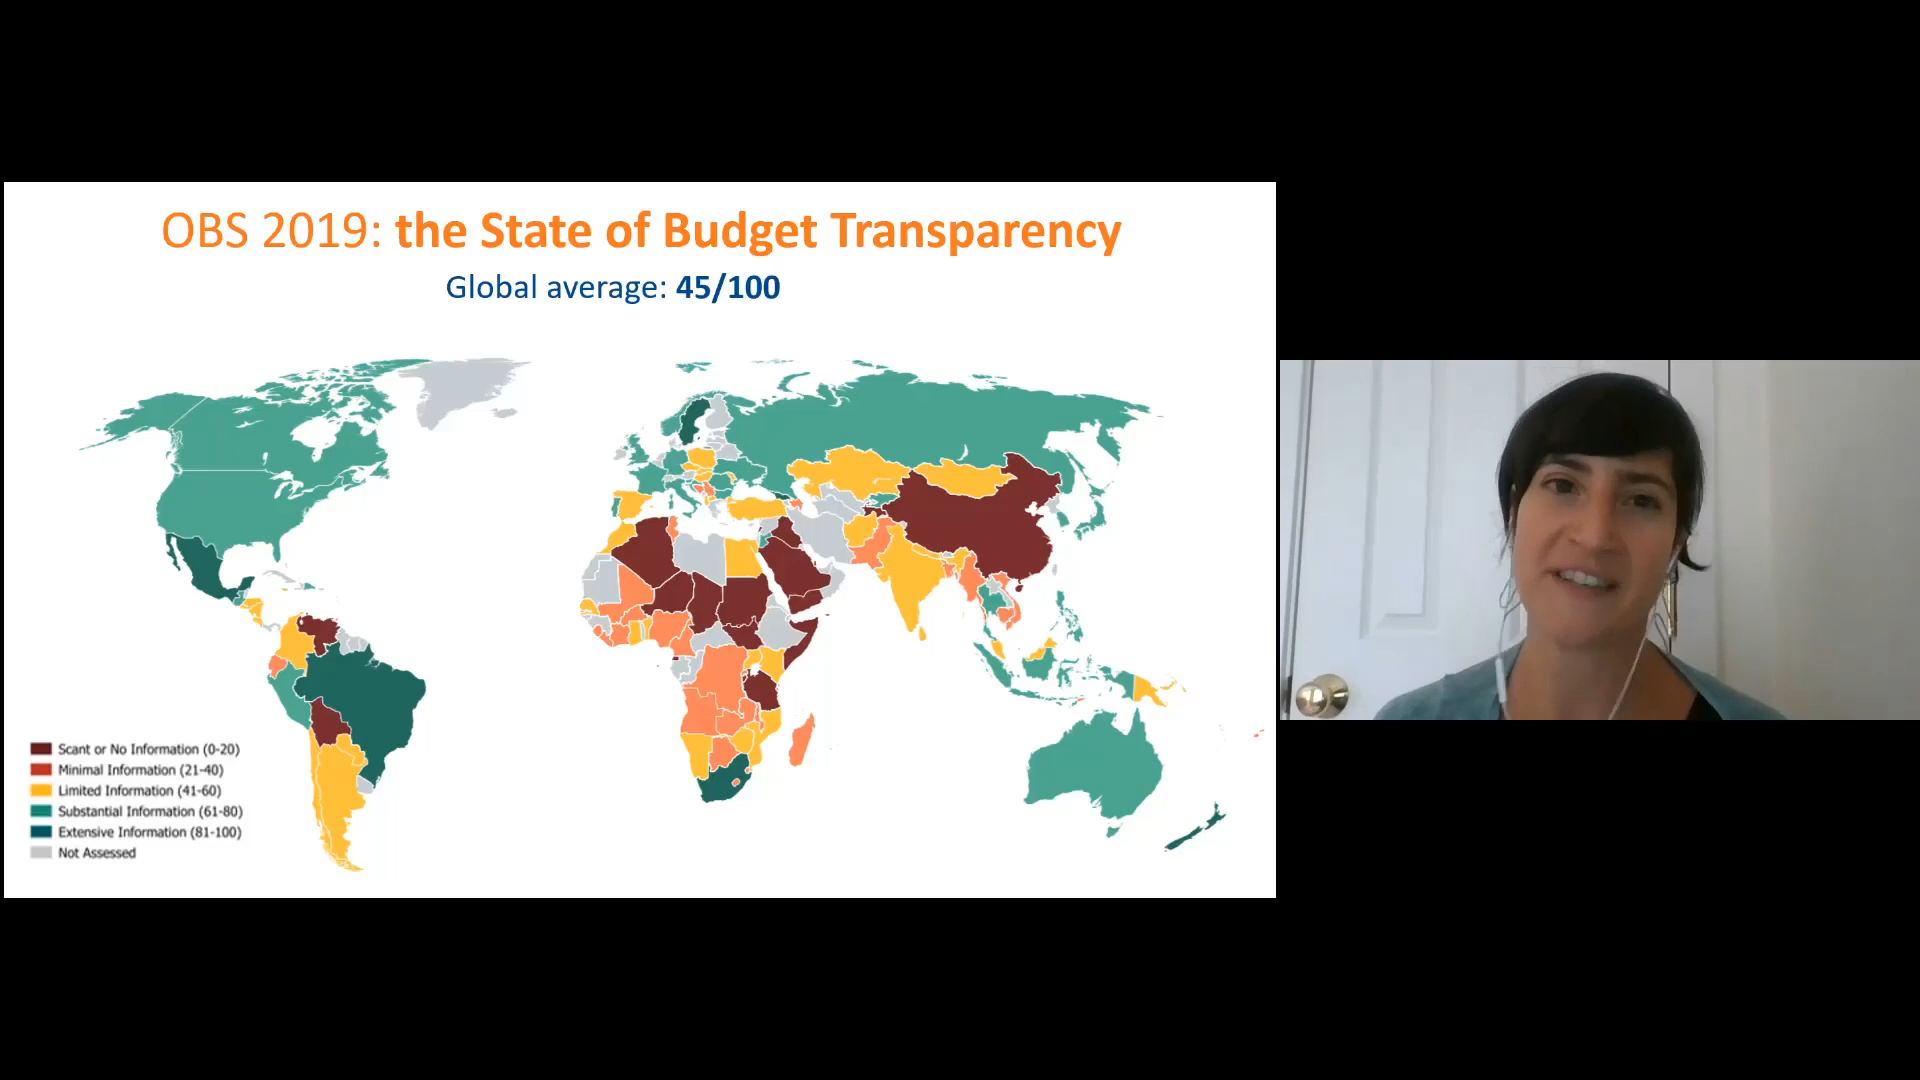 OBS 2019: the State of Budget Transparency
Global average: 45/100
Scant or No Information (0-20)
Minimal Information (21-40)
Limited Information (41-60)
Substantial Information (61-80)
Extensive Information (81-100)
Not Assessed